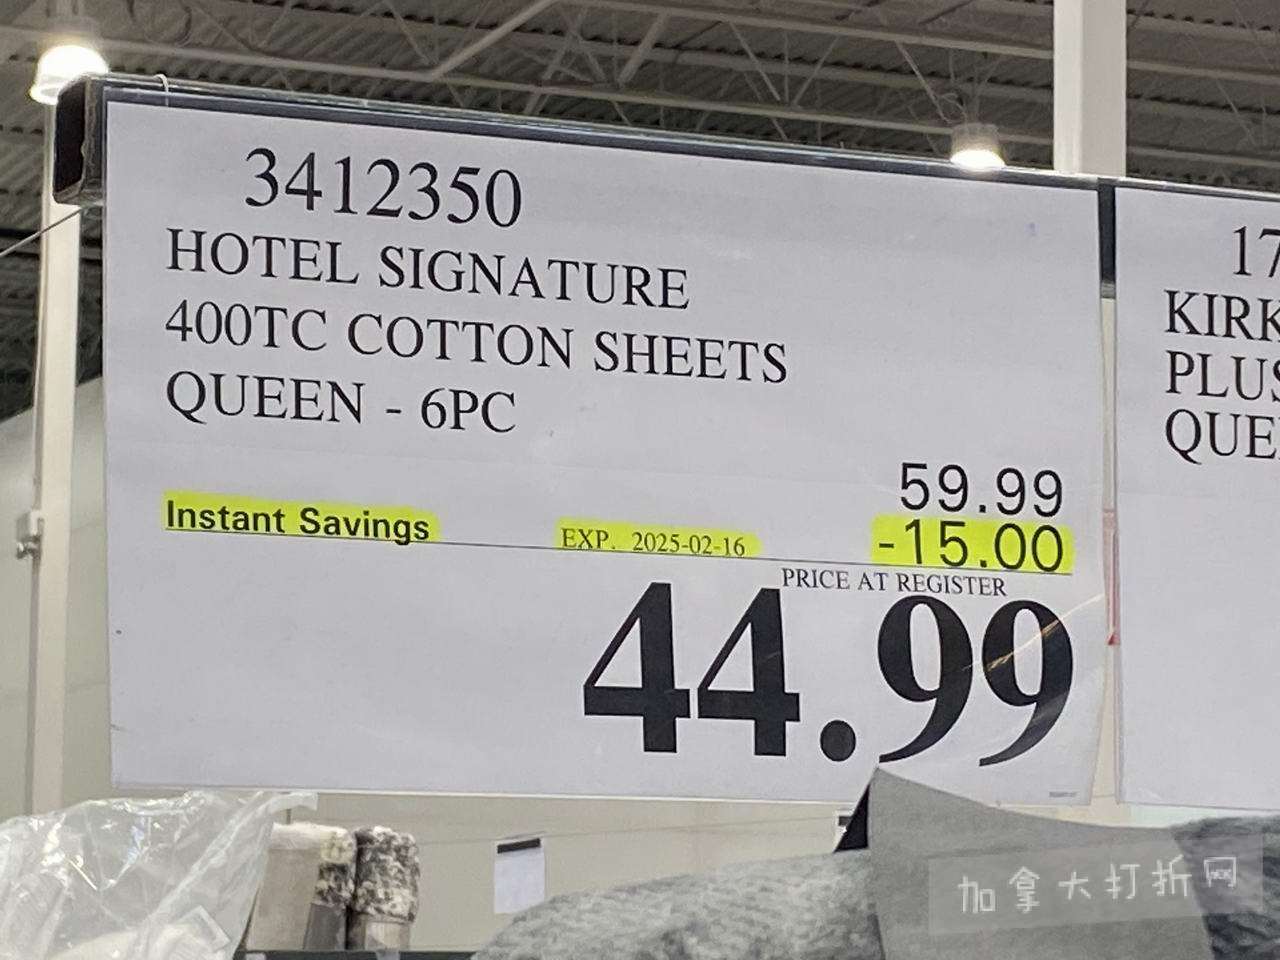 3412350
HOTEL SIGNATURE
400TC COTTON SHEETS
QUEEN - 6PC
59.99
Instant Savings EXP. 2025-02-16 -15.00
PRICE AT REGISTER
44.99
17
KIRK
PLUS
QUE
加拿大打折网